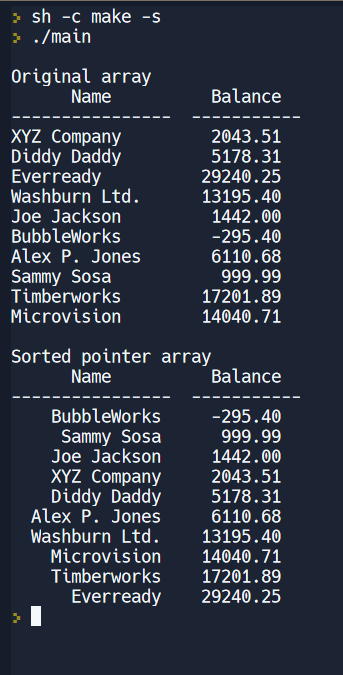 > sh -c make -s
> ./main

Original array
      Name          Balance
----------------  -----------
XYZ Company         2043.51
Diddy Daddy         5178.31
Everready          29240.25
Washburn Ltd.      13195.40
Joe Jackson         1442.00
BubbleWorks         -295.40
Alex P. Jones       6110.68
Sammy Sosa           999.99
Timberworks        17201.89
Microvision        14040.71

Sorted pointer array
      Name          Balance
----------------  -----------
    BubbleWorks     -295.40
     Sammy Sosa      999.99
    Joe Jackson     1442.00
    XYZ Company     2043.51
    Diddy Daddy     5178.31
  Alex P. Jones     6110.68
  Washburn Ltd.    13195.40
    Microvision    14040.71
    Timberworks    17201.89
      Everready    29240.25
>